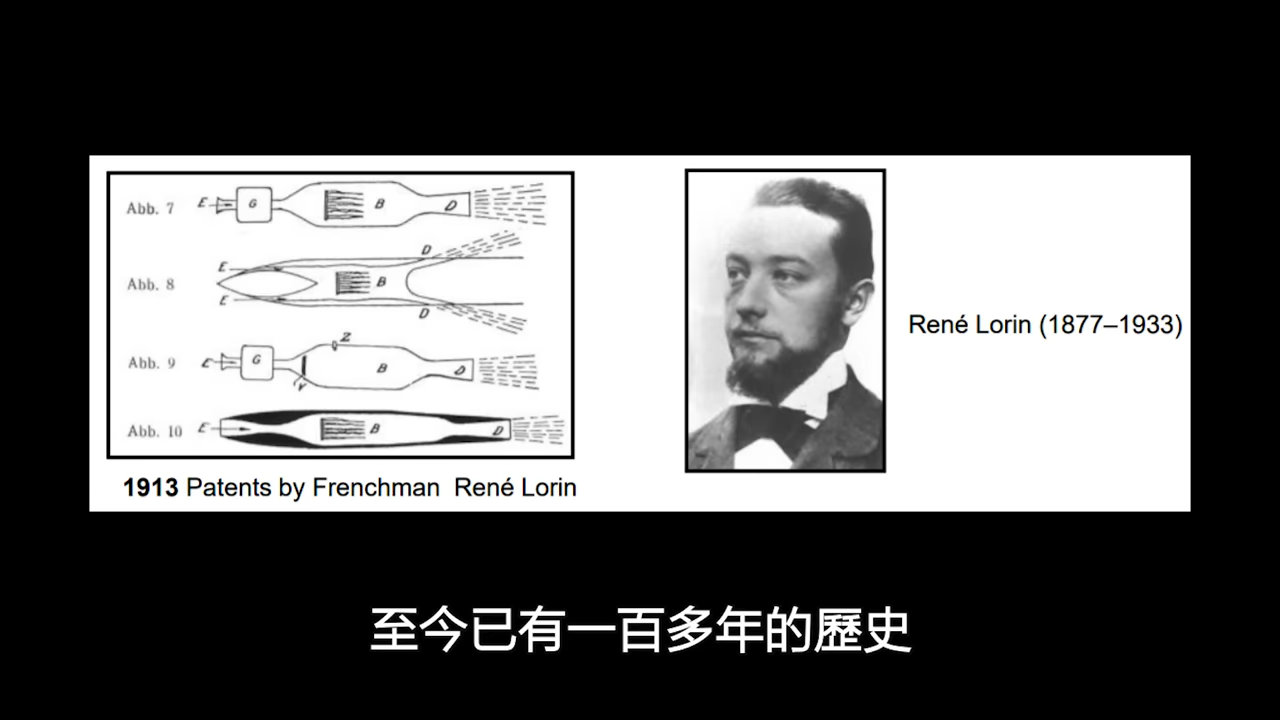 Abb. 7 E G B D
E D
Abb. 8 B
E D
Z
Abb. 9 E G B D
V
Abb. 10 E B D
1913 Patents by Frenchman René Lorin
René Lorin (1877–1933)
至今已有一百多年的歷史